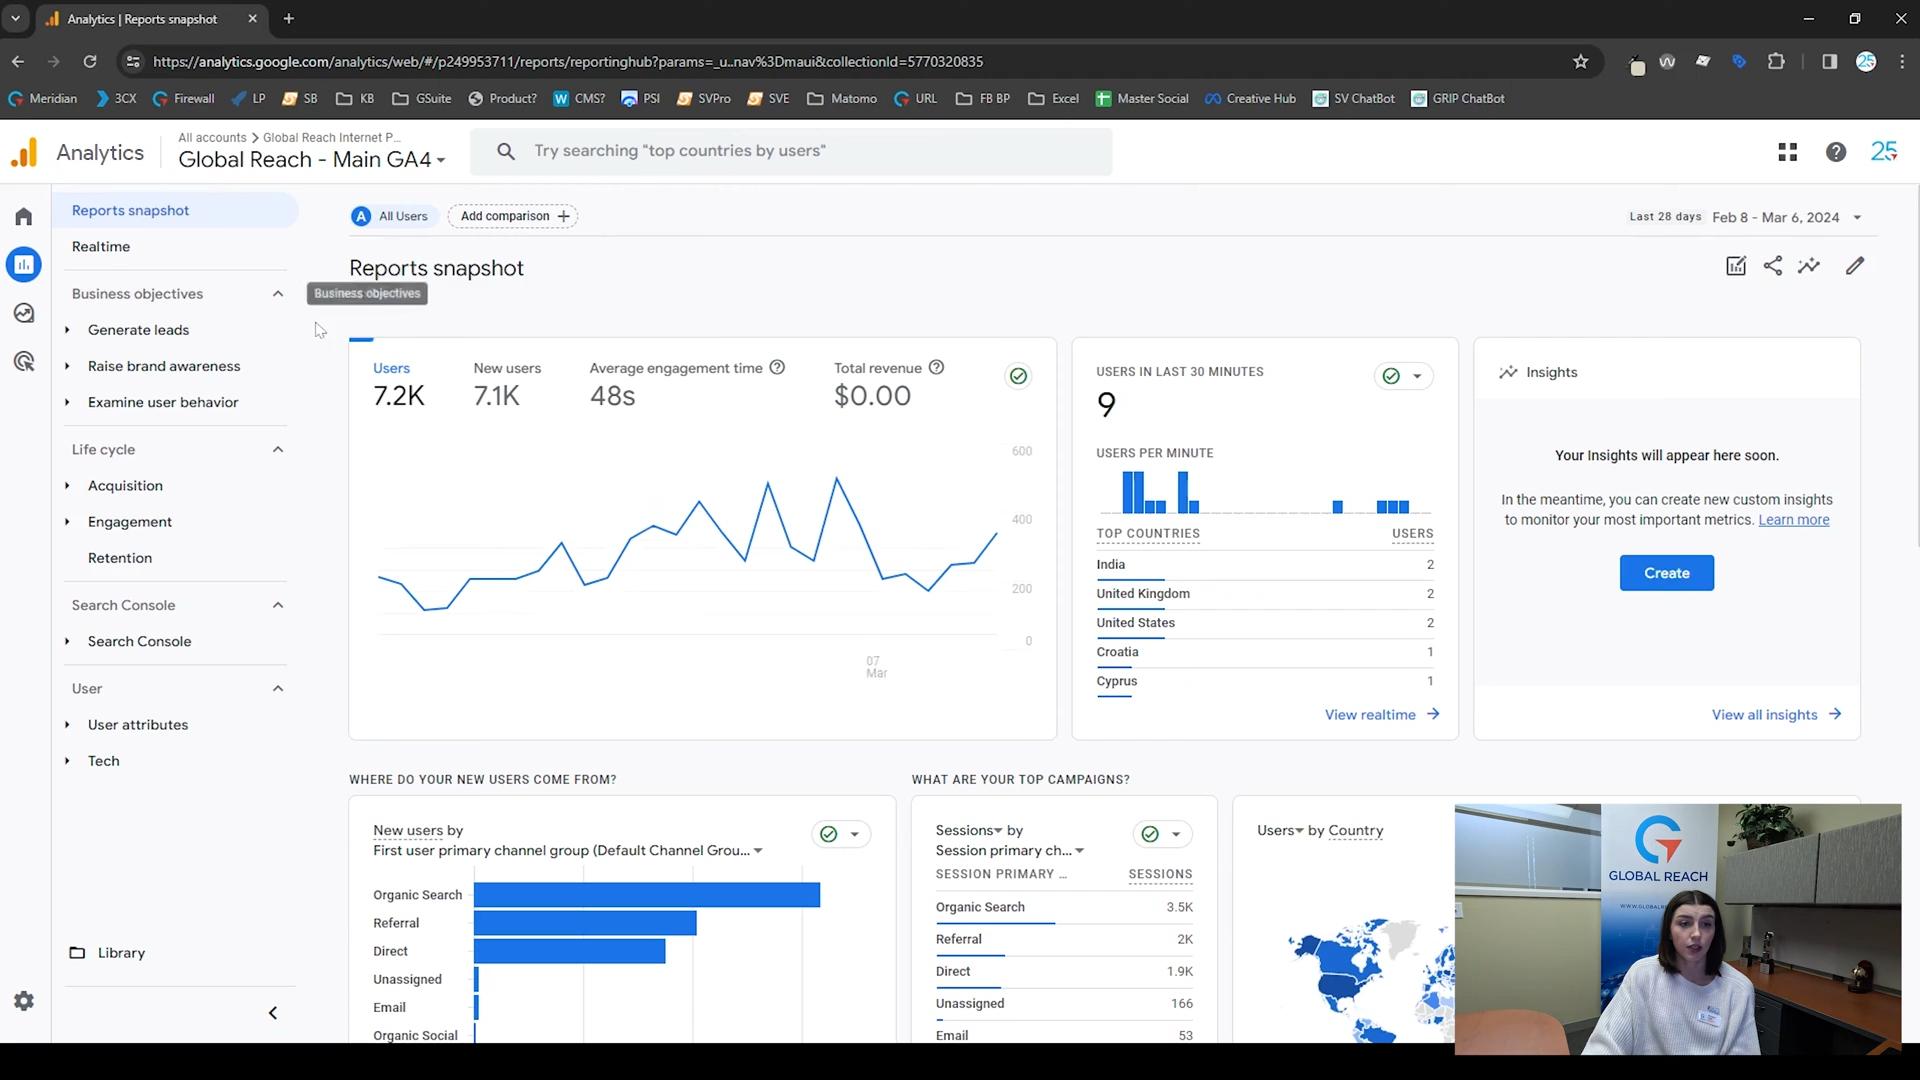 Analytics | Reports snapshot
https://analytics.google.com/analytics/web/#/p249953711/reports/reportinghub?params=_u..nav%3Dmaui&collectionId=5770320835
25
Meridian
3CX
Firewall
LP
SB
KB
GSuite
Product?
CMS?
PSI
SVPro
SVE
Matomo
URL
FB BP
Excel
Master Social
Creative Hub
SV ChatBot
GRIP ChatBot
Analytics
All accounts > Global Reach Internet P...
Global Reach - Main GA4
Try searching "top countries by users"
25
Reports snapshot
Realtime
Business objectives
Generate leads
Raise brand awareness
Examine user behavior
Life cycle
Acquisition
Engagement
Retention
Search Console
Search Console
User
User attributes
Tech
Library
A All Users
Add comparison +
Last 28 days Feb 8 - Mar 6, 2024
Reports snapshot
Business objectives
Users
7.2K
New users
7.1K
Average engagement time
48s
Total revenue
$0.00
600
400
200
0
07
Mar
USERS IN LAST 30 MINUTES
9
USERS PER MINUTE
TOP COUNTRIES USERS
India 2
United Kingdom 2
United States 2
Croatia 1
Cyprus 1
View realtime
Insights
Your Insights will appear here soon.
In the meantime, you can create new custom insights
to monitor your most important metrics. Learn more
Create
View all insights
WHERE DO YOUR NEW USERS COME FROM?
New users by
First user primary channel group (Default Channel Grou...
Organic Search
Referral
Direct
Unassigned
Email
Organic Social
WHAT ARE YOUR TOP CAMPAIGNS?
Sessions by
Session primary ch...
SESSION PRIMARY ... SESSIONS
Organic Search 3.5K
Referral 2K
Direct 1.9K
Unassigned 166
Email 53
Users by Country
GLOBAL REACH